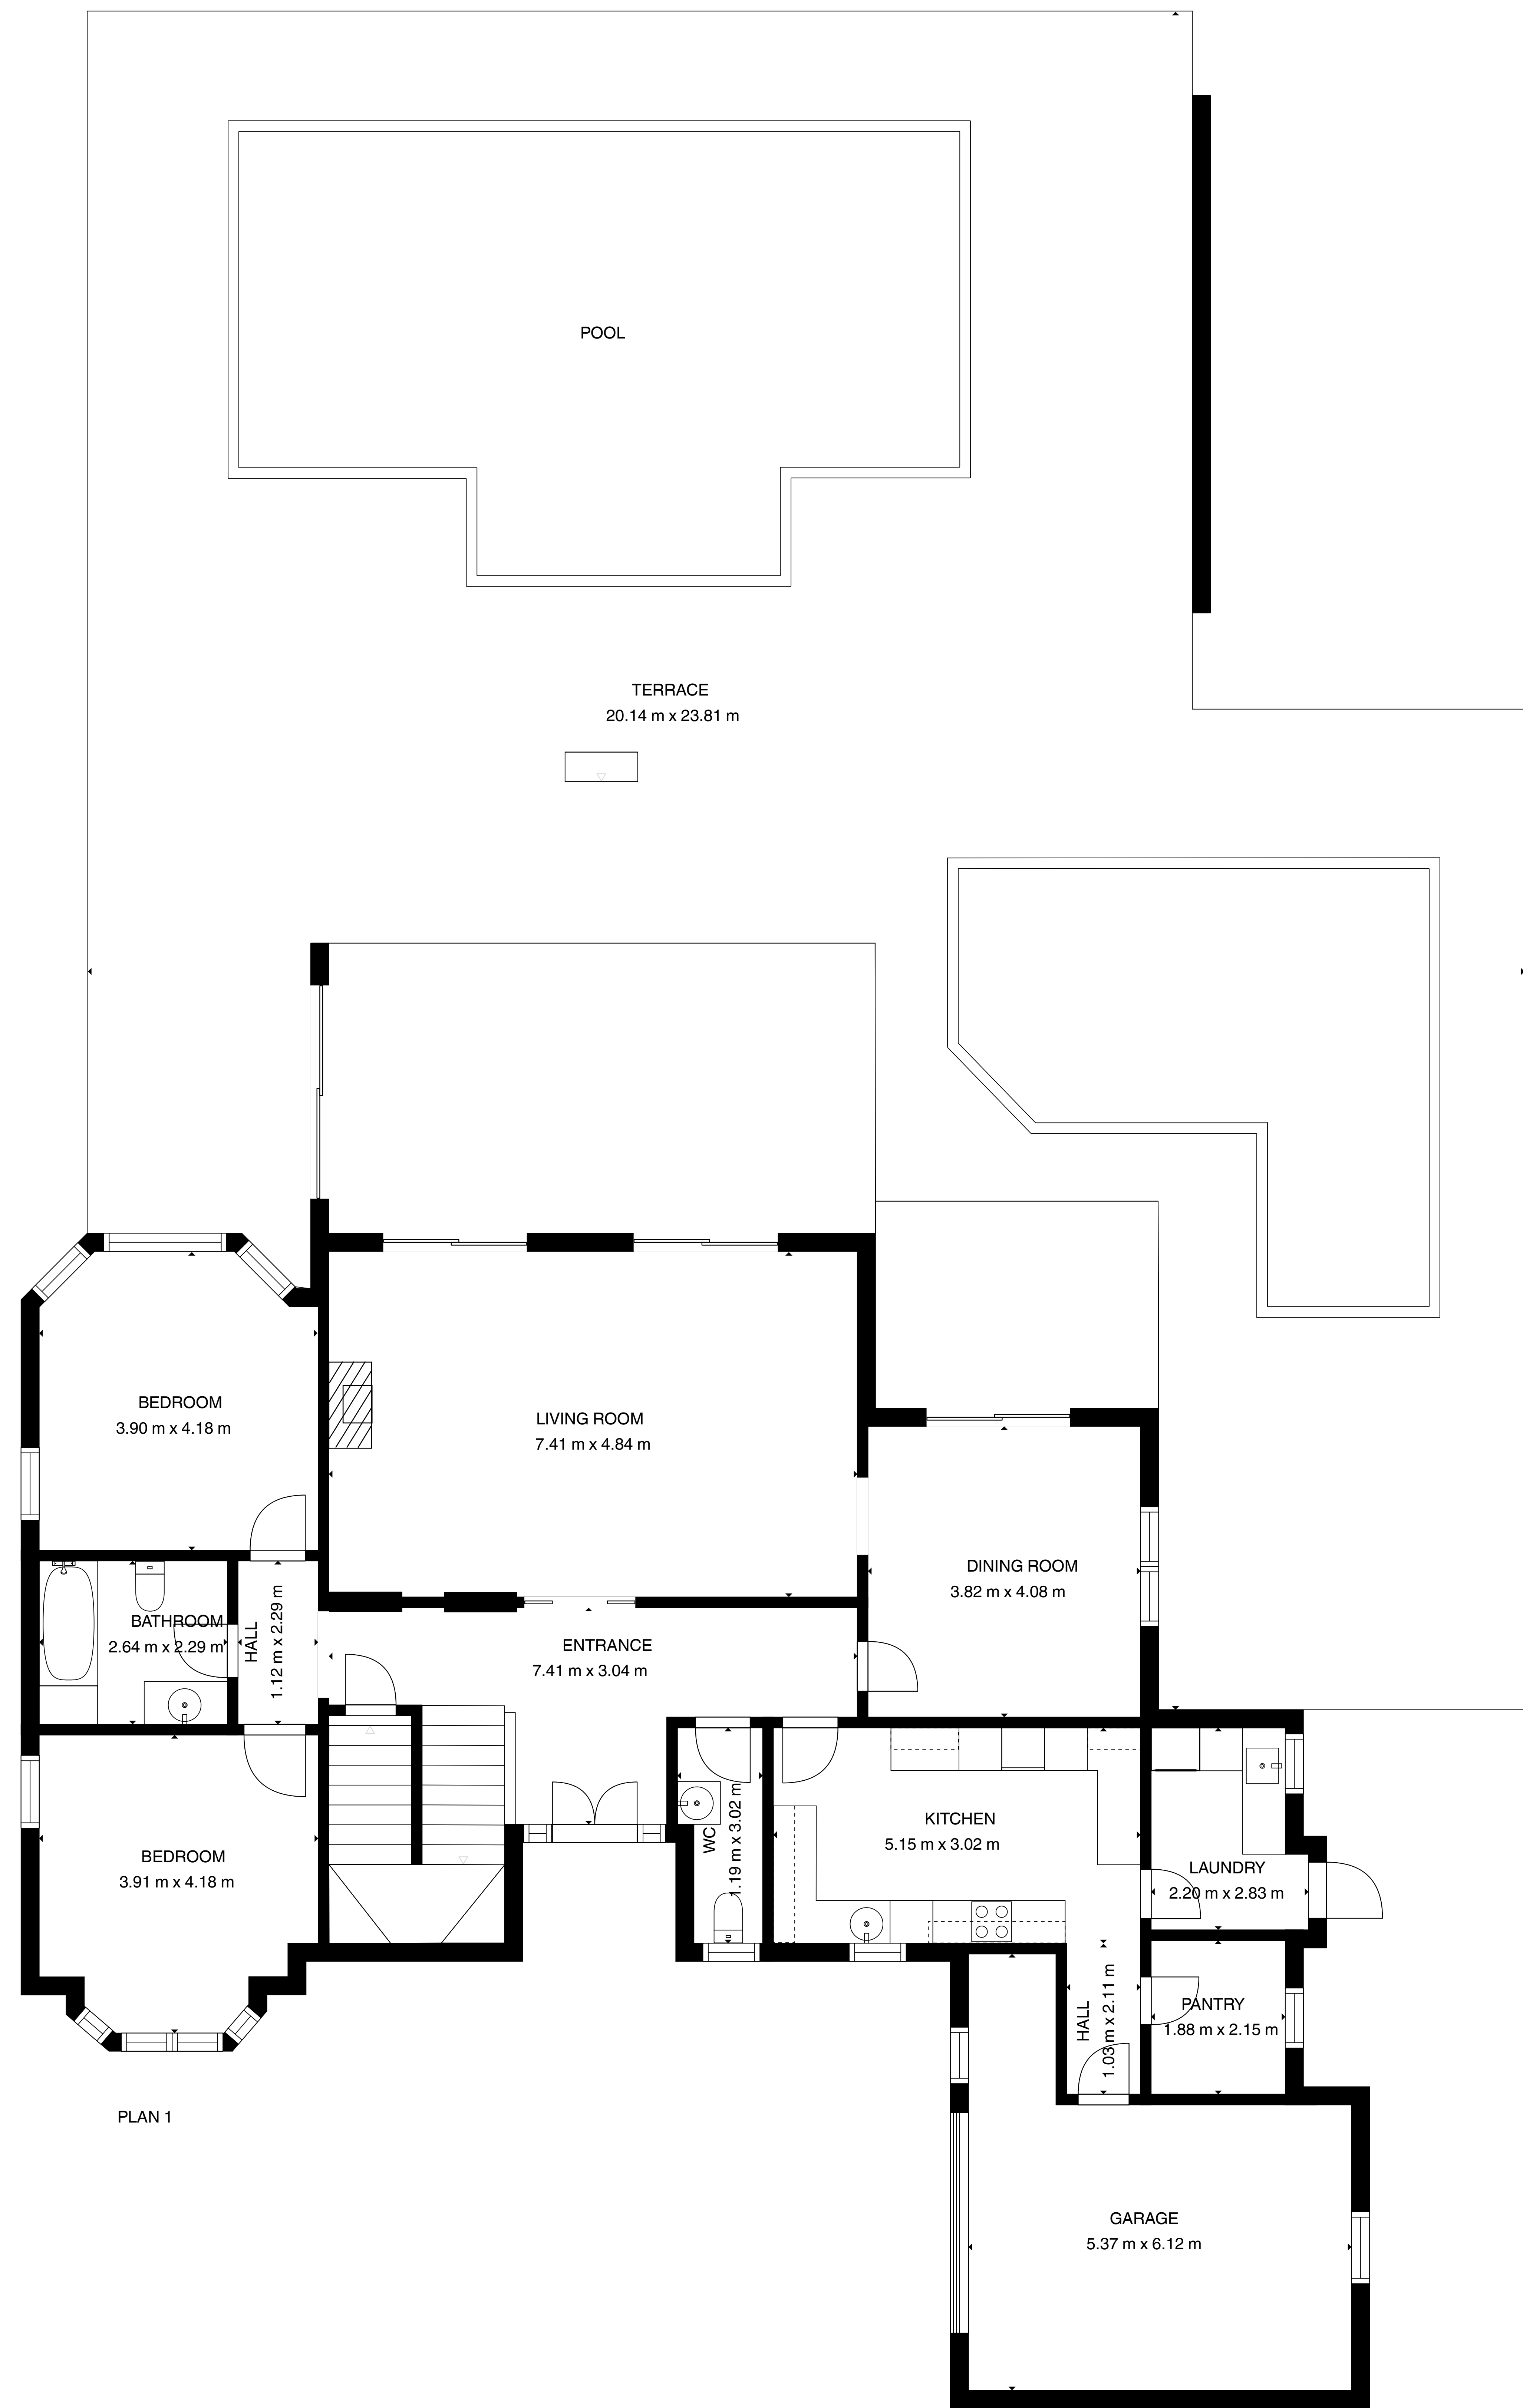 POOL
TERRACE
20.14 m x 23.81 m
BEDROOM
3.90 m x 4.18 m
LIVING ROOM
7.41 m x 4.84 m
DINING ROOM
3.82 m x 4.08 m
BATHROOM
2.64 m x 2.29 m
HALL
1.12 m x 2.29 m
ENTRANCE
7.41 m x 3.04 m
BEDROOM
3.91 m x 4.18 m
WC
1.19 m x 3.02 m
KITCHEN
5.15 m x 3.02 m
LAUNDRY
2.20 m x 2.83 m
HALL
1.03 m x 2.11 m
PANTRY
1.88 m x 2.15 m
PLAN 1
GARAGE
5.37 m x 6.12 m